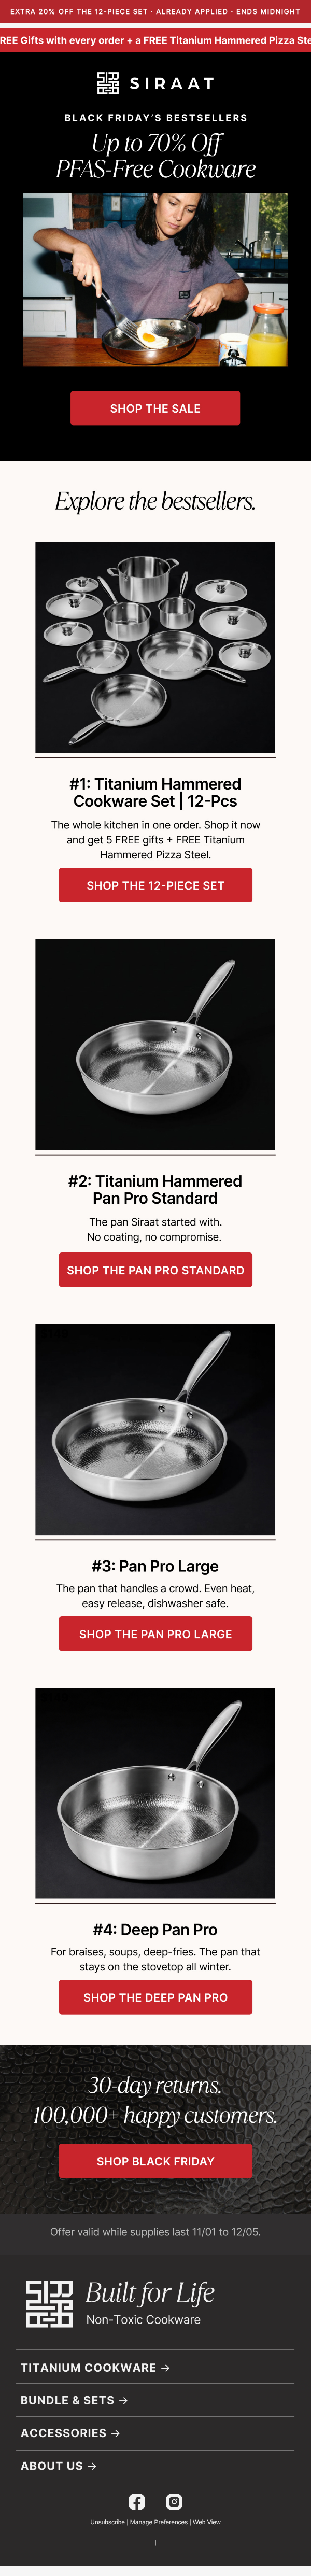 EXTRA 20% OFF THE 12-PIECE SET · ALREADY APPLIED · ENDS MIDNIGHT
REE Gifts with every order + a FREE Titanium Hammered Pizza Ste
SIRAAT
BLACK FRIDAY'S BESTSELLERS
Up to 70% Off
PFAS-Free Cookware
SHOP THE SALE
Explore the bestsellers.
#1: Titanium Hammered
Cookware Set | 12-Pcs
The whole kitchen in one order. Shop it now
and get 5 FREE gifts + FREE Titanium
Hammered Pizza Steel.
SHOP THE 12-PIECE SET
#2: Titanium Hammered
Pan Pro Standard
The pan Siraat started with.
No coating, no compromise.
SHOP THE PAN PRO STANDARD
#3: Pan Pro Large
The pan that handles a crowd. Even heat,
easy release, dishwasher safe.
SHOP THE PAN PRO LARGE
#4: Deep Pan Pro
For braises, soups, deep-fries. The pan that
stays on the stovetop all winter.
SHOP THE DEEP PAN PRO
30-day returns.
100,000+ happy customers.
SHOP BLACK FRIDAY
Offer valid while supplies last 11/01 to 12/05.
Built for Life
Non-Toxic Cookware
TITANIUM COOKWARE →
BUNDLE & SETS →
ACCESSORIES →
ABOUT US →
Unsubscribe | Manage Preferences | Web View
|